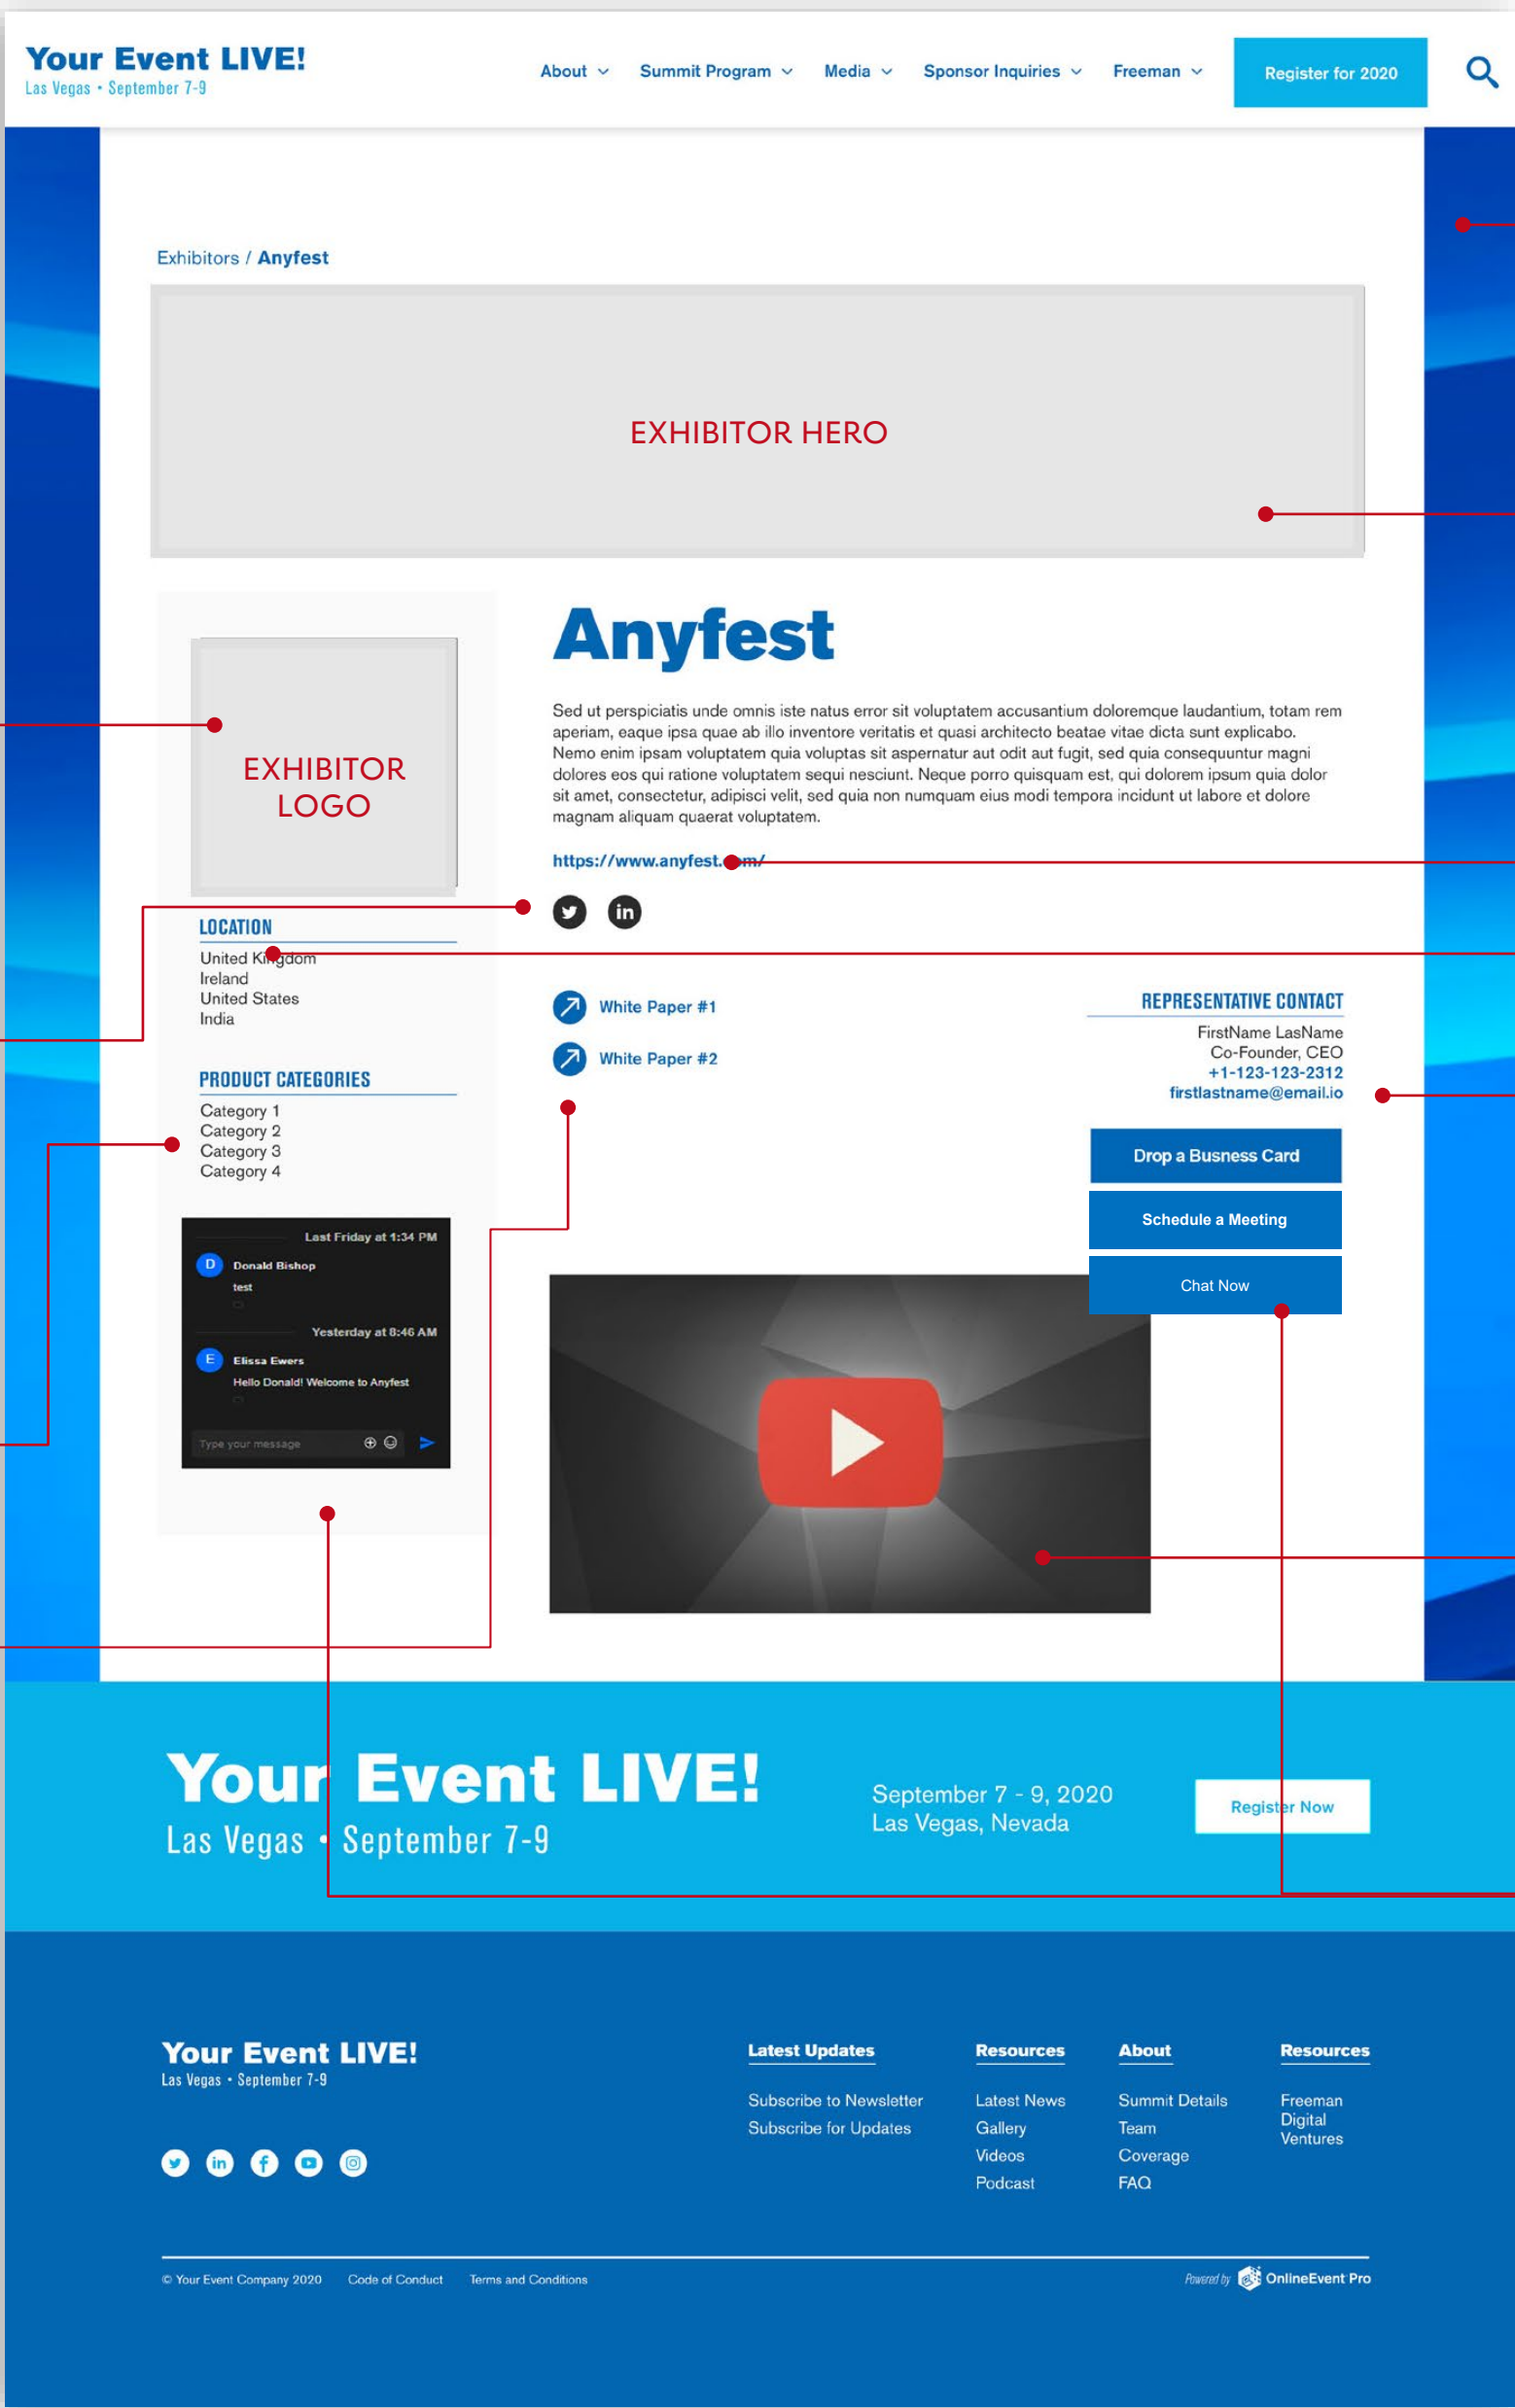 Your Event LIVE!
Las Vegas • September 7-9
About
Summit Program
Media
Sponsor Inquiries
Freeman
Register for 2020
Exhibitors / Anyfest
EXHIBITOR HERO
EXHIBITOR
LOGO
LOCATION
United Kingdom
Ireland
United States
India
PRODUCT CATEGORIES
Category 1
Category 2
Category 3
Category 4
Last Friday at 1:34 PM
D
Donald Bishop
test
Yesterday at 8:46 AM
E
Elissa Ewers
Hello Donald! Welcome to Anyfest
Type your message
Anyfest
Sed ut perspiciatis unde omnis iste natus error sit voluptatem accusantium doloremque laudantium, totam rem
aperiam, eaque ipsa quae ab illo inventore veritatis et quasi architecto beatae vitae dicta sunt explicabo.
Nemo enim ipsam voluptatem quia voluptas sit aspernatur aut odit aut fugit, sed quia consequuntur magni
dolores eos qui ratione voluptatem sequi nesciunt. Neque porro quisquam est, qui dolorem ipsum quia dolor
sit amet, consectetur, adipisci velit, sed quia non numquam eius modi tempora incidunt ut labore et dolore
magnam aliquam quaerat voluptatem.
https://www.anyfest.com/
in
White Paper #1
White Paper #2
REPRESENTATIVE CONTACT
FirstName LasName
Co-Founder, CEO
+1-123-123-2312
firstlastname@email.io
Drop a Busness Card
Schedule a Meeting
Chat Now
Your Event LIVE!
Las Vegas • September 7-9
September 7 - 9, 2020
Las Vegas, Nevada
Register Now
Your Event LIVE!
Las Vegas • September 7-9
in
f
Latest Updates
Subscribe to Newsletter
Subscribe for Updates
Resources
Latest News
Gallery
Videos
Podcast
About
Summit Details
Team
Coverage
FAQ
Resources
Freeman
Digital
Ventures
© Your Event Company 2020
Code of Conduct
Terms and Conditions
Powered by OnlineEvent Pro